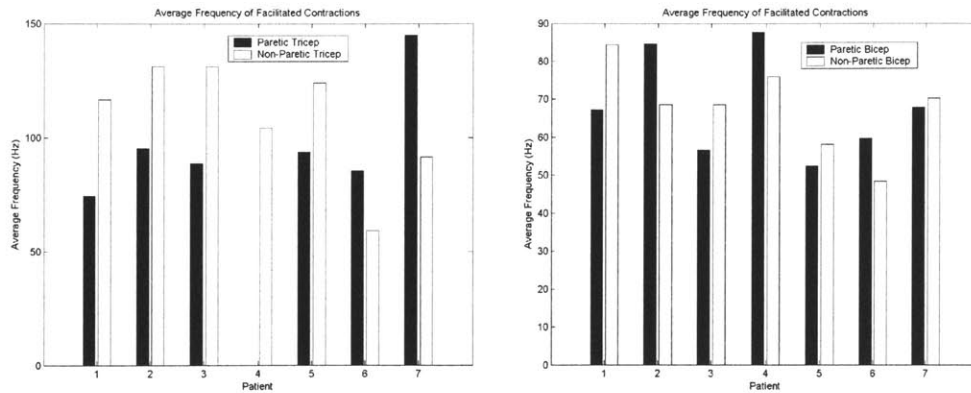 Average Frequency of Facilitated Contractions
150
100
50
0
Average Frequency (Hz)
Paretic Tricep
Non-Paretic Tricep
1 2 3 4 5 6 7
Patient
Average Frequency of Facilitated Contractions
90
80
70
60
50
40
30
20
10
0
Average Frequency (Hz)
Paretic Bicep
Non-Paretic Bicep
1 2 3 4 5 6 7
Patient